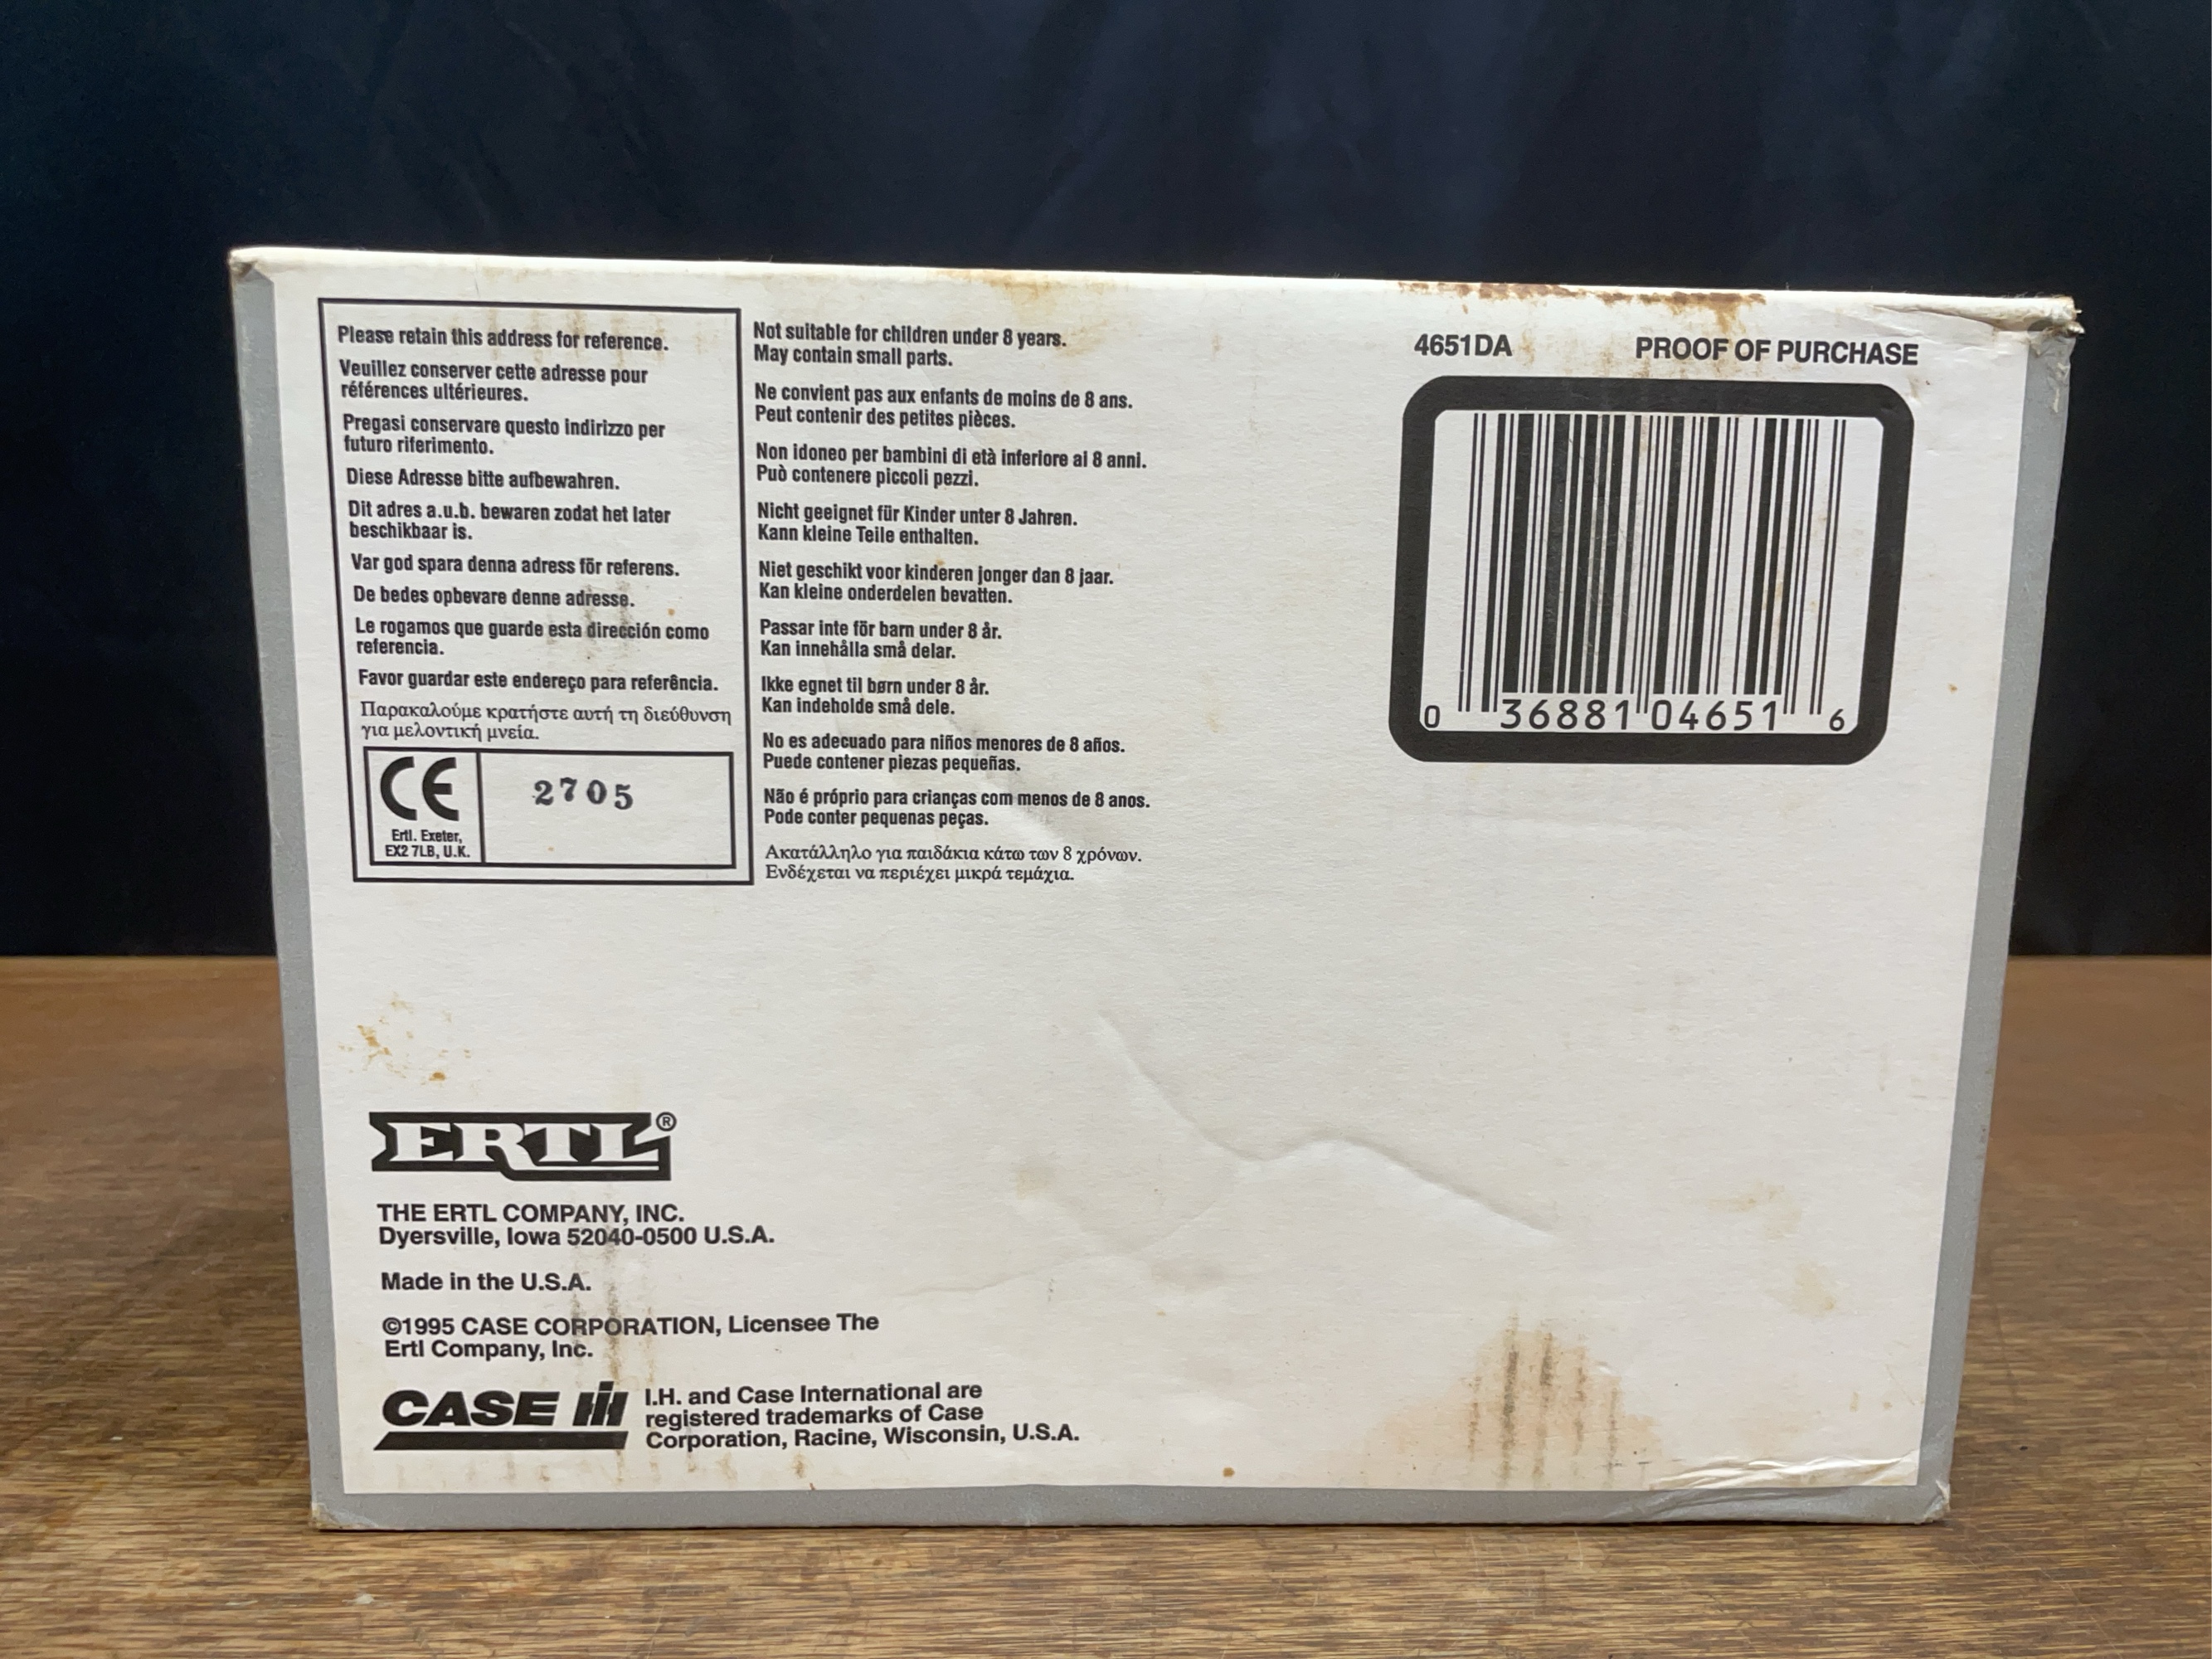 Please retain this address for reference.
Veuillez conserver cette adresse pour
références ultérieures.
Pregasi conservare questo indirizzo per
futuro riferimento.
Diese Adresse bitte aufbewahren.
Dit adres a.u.b. bewaren zodat het later
beschikbaar is.
Var god spara denna adress för referens.
De bedes opbevare denne adresse.
Le rogamos que guarde esta dirección como
referencia.
Favor guardar este endereço para referência.
Παρακαλούμε κρατήστε αυτή τη διεύθυνση
για μελοντική μνεία.
CE
Ertl. Exeter,
EX2 7LB, U.K.
2705
Not suitable for children under 8 years.
May contain small parts.
Ne convient pas aux enfants de moins de 8 ans.
Peut contenir des petites pièces.
Non idoneo per bambini di età inferiore ai 8 anni.
Può contenere piccoli pezzi.
Nicht geeignet für Kinder unter 8 Jahren.
Kann kleine Teile enthalten.
Niet geschikt voor kinderen jonger dan 8 jaar.
Kan kleine onderdelen bevatten.
Passar inte för barn under 8 år.
Kan innehålla små delar.
Ikke egnet til børn under 8 år.
Kan indeholde små dele.
No es adecuado para niños menores de 8 años.
Puede contener piezas pequeñas.
Não é próprio para crianças com menos de 8 anos.
Pode conter pequenas peças.
Ακατάλληλο για παιδάκια κάτω των 8 χρόνων.
Ενδέχεται να περιέχει μικρά τεμάχια.
4651DA PROOF OF PURCHASE
0 36881 04651 6
ERTL®
THE ERTL COMPANY, INC.
Dyersville, Iowa 52040-0500 U.S.A.
Made in the U.S.A.
©1995 CASE CORPORATION, Licensee The
Ertl Company, Inc.
CASE IH
I.H. and Case International are
registered trademarks of Case
Corporation, Racine, Wisconsin, U.S.A.